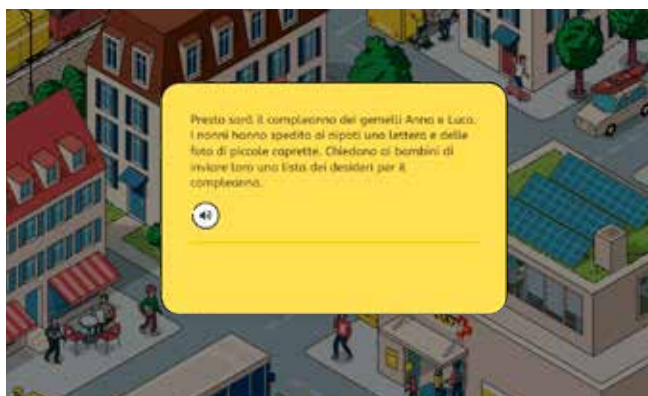 Presto sarà il compleanno dei gemelli Anna e Luca.
I nonni hanno spedito ai nipoti una lettera e delle
foto di piccole caprette. Chiedono ai bambini di
inviare loro una lista dei desideri per il
compleanno.